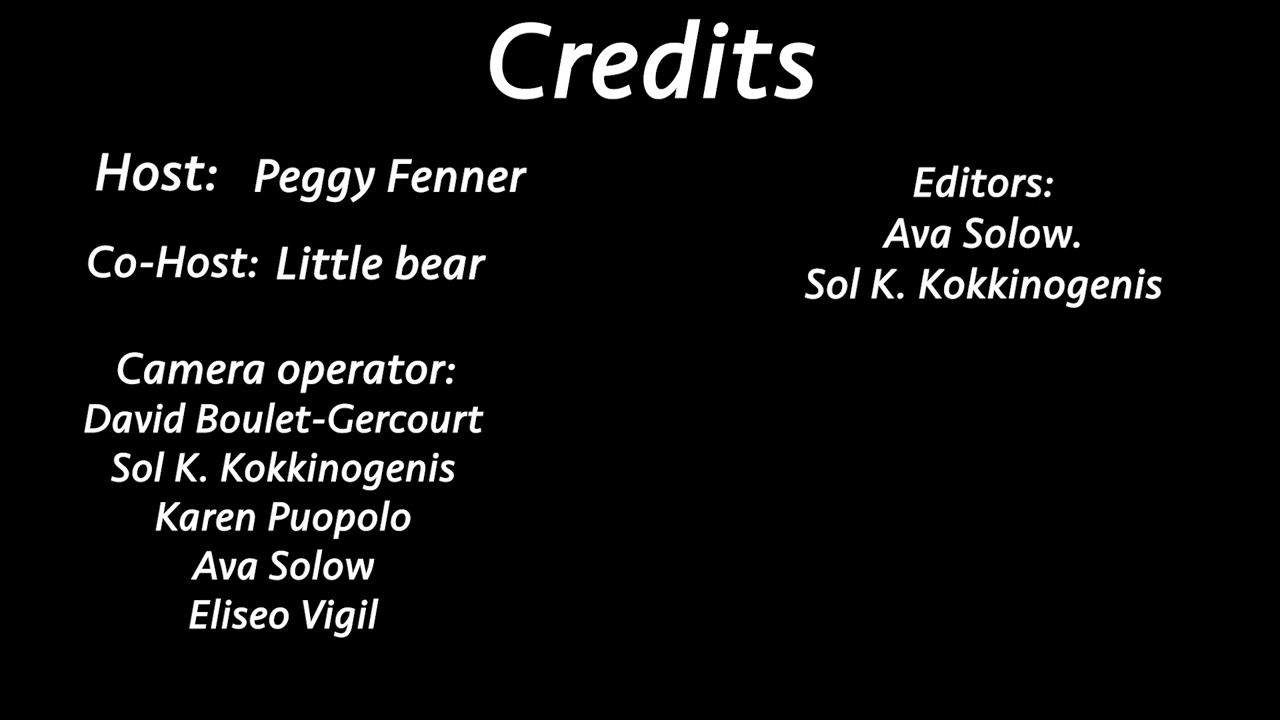 Credits
Host: Peggy Fenner
Co-Host: Little bear
Camera operator:
David Boulet-Gercourt
Sol K. Kokkinogenis
Karen Puopolo
Ava Solow
Eliseo Vigil
Editors:
Ava Solow.
Sol K. Kokkinogenis